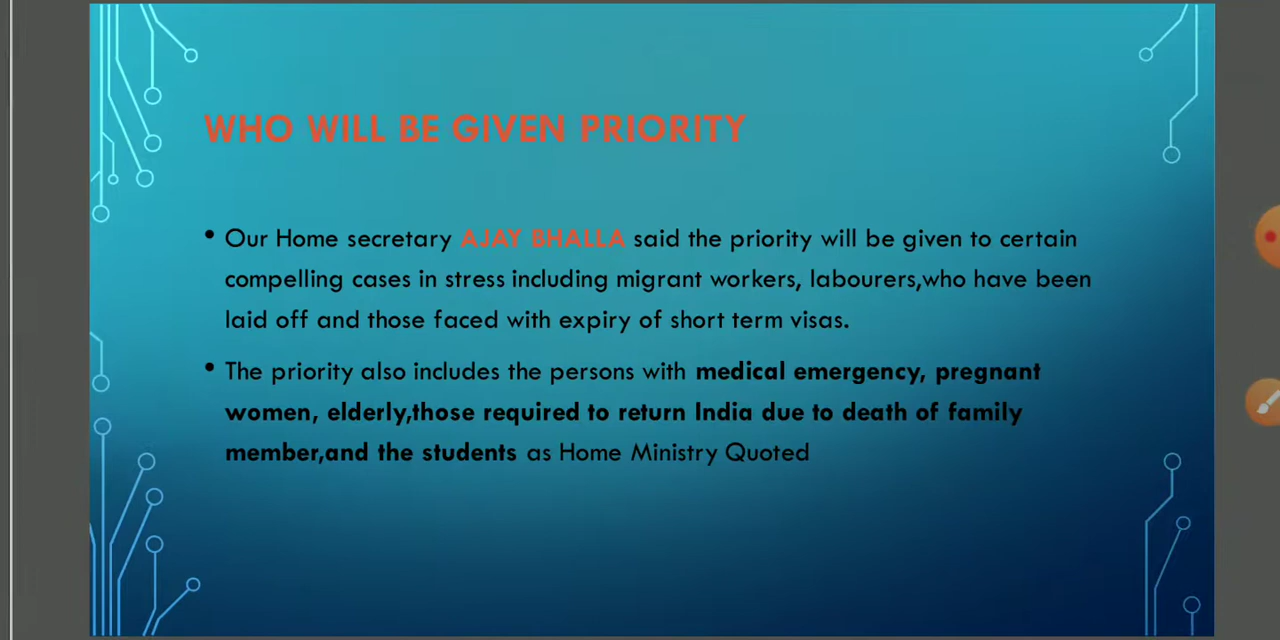 WHO WILL BE GIVEN PRIORITY
• Our Home secretary AJAY BHALLA said the priority will be given to certain
compelling cases in stress including migrant workers, labourers,who have been
laid off and those faced with expiry of short term visas.
• The priority also includes the persons with medical emergency, pregnant
women, elderly,those required to return India due to death of family
member,and the students as Home Ministry Quoted